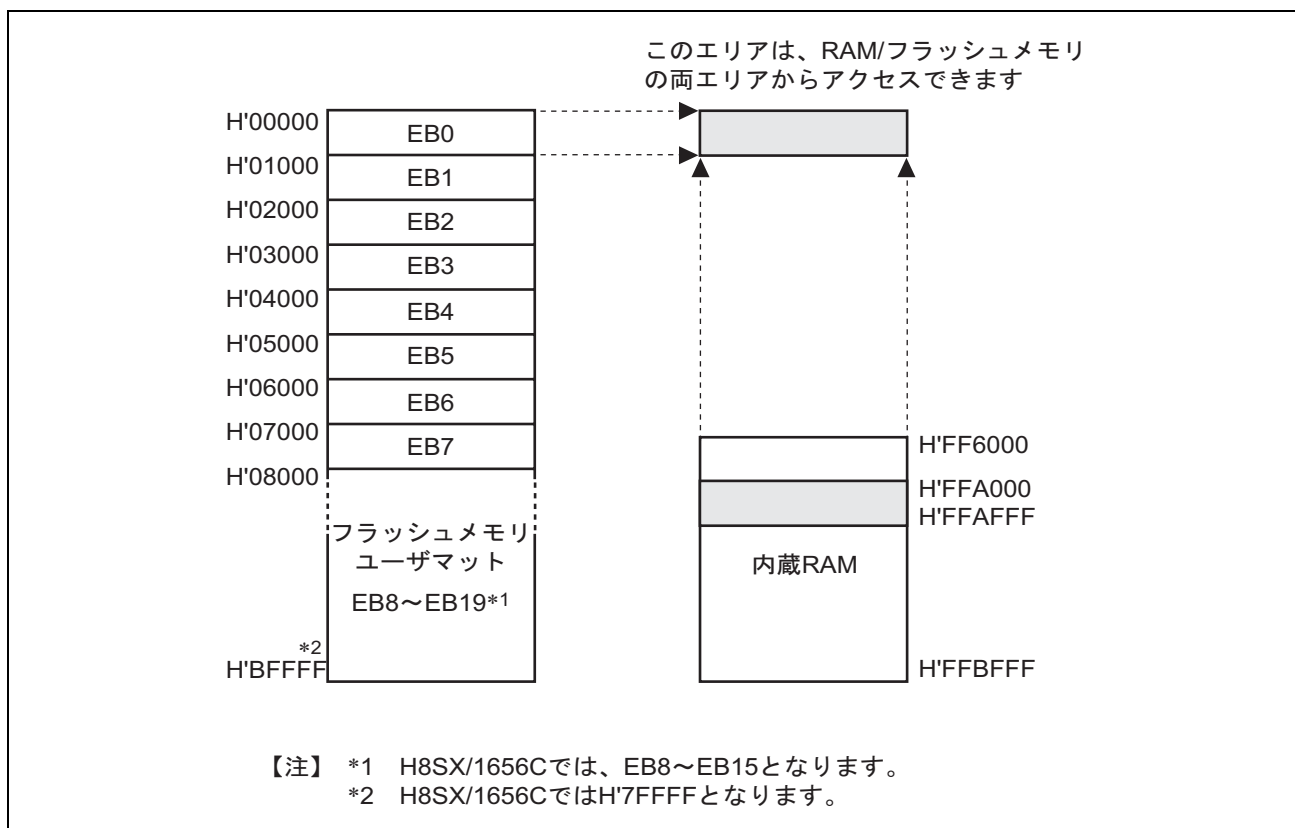 このエリアは、RAM/フラッシュメモリ
の両エリアからアクセスできます
H'00000
EB0
H'01000
EB1
H'02000
EB2
H'03000
EB3
H'04000
EB4
H'05000
EB5
H'06000
EB6
H'07000
EB7
H'08000
フラッシュメモリ
ユーザマット
EB8～EB19*1
*2
H'BFFFF
H'FF6000
H'FFA000
H'FFAFFF
内蔵RAM
H'FFBFFF
【注】 *1 H8SX/1656Cでは、EB8～EB15となります。
*2 H8SX/1656CではH'7FFFFとなります。